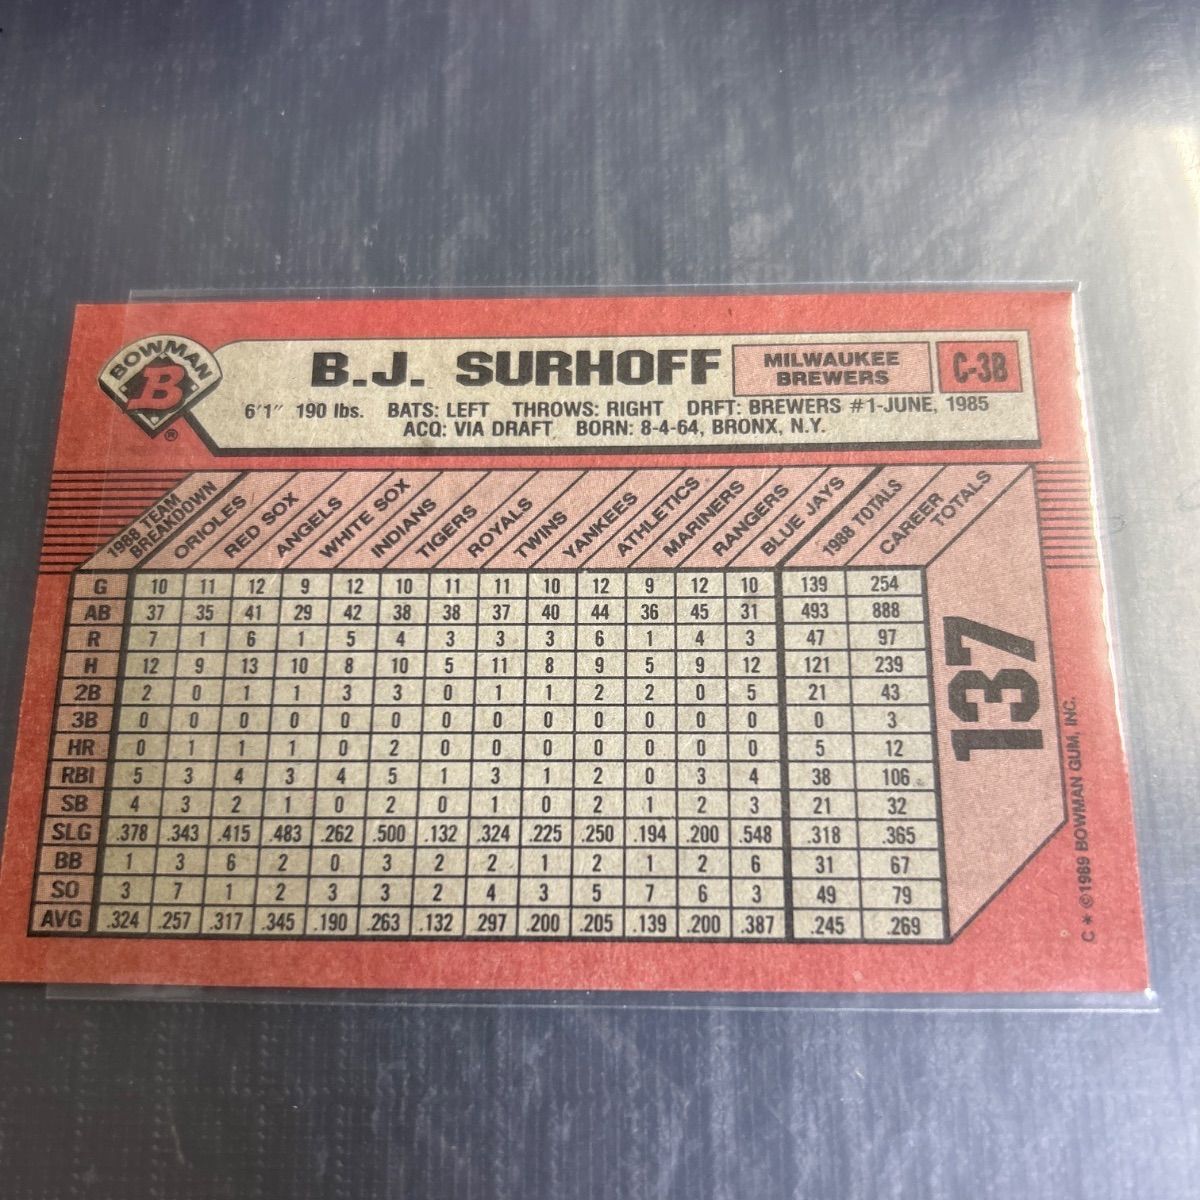 BOWMAN
B
®
B.J. SURHOFF
MILWAUKEE
BREWERS
C-3B
6'1" 190 lbs. BATS: LEFT THROWS: RIGHT DRFT: BREWERS #1-JUNE, 1985
ACQ: VIA DRAFT BORN: 8-4-64, BRONX, N.Y.
1988 TEAM
BREAKDOWN
ORIOLES
RED SOX
ANGELS
WHITE SOX
INDIANS
TIGERS
ROYALS
TWINS
YANKEES
ATHLETICS
MARINERS
RANGERS
BLUE JAYS
1988 TOTALS
CAREER
TOTALS
G 10 11 12 9 12 10 11 11 10 12 9 12 10 139 254
AB 37 35 41 29 42 38 38 37 40 44 36 45 31 493 888
R 7 1 6 1 5 4 3 3 3 6 1 4 3 47 97
H 12 9 13 10 8 10 5 11 8 9 5 9 12 121 239
2B 2 0 1 1 3 3 0 1 1 2 2 0 5 21 43
3B 0 0 0 0 0 0 0 0 0 0 0 0 0 0 3
HR 0 1 1 1 0 2 0 0 0 0 0 0 0 5 12
RBI 5 3 4 3 4 5 1 3 1 2 0 3 4 38 106
SB 4 3 2 1 0 2 0 1 0 2 1 2 3 21 32
SLG .378 .343 .415 .483 .262 .500 .132 .324 .225 .250 .194 .200 .548 .318 .365
BB 1 3 6 2 0 3 2 2 1 2 1 2 6 31 67
SO 3 7 1 2 3 3 2 4 3 5 7 6 3 49 79
AVG .324 .257 .317 .345 .190 .263 .132 .297 .200 .205 .139 .200 .387 .245 .269
137
C * ©1989 BOWMAN GUM, INC.